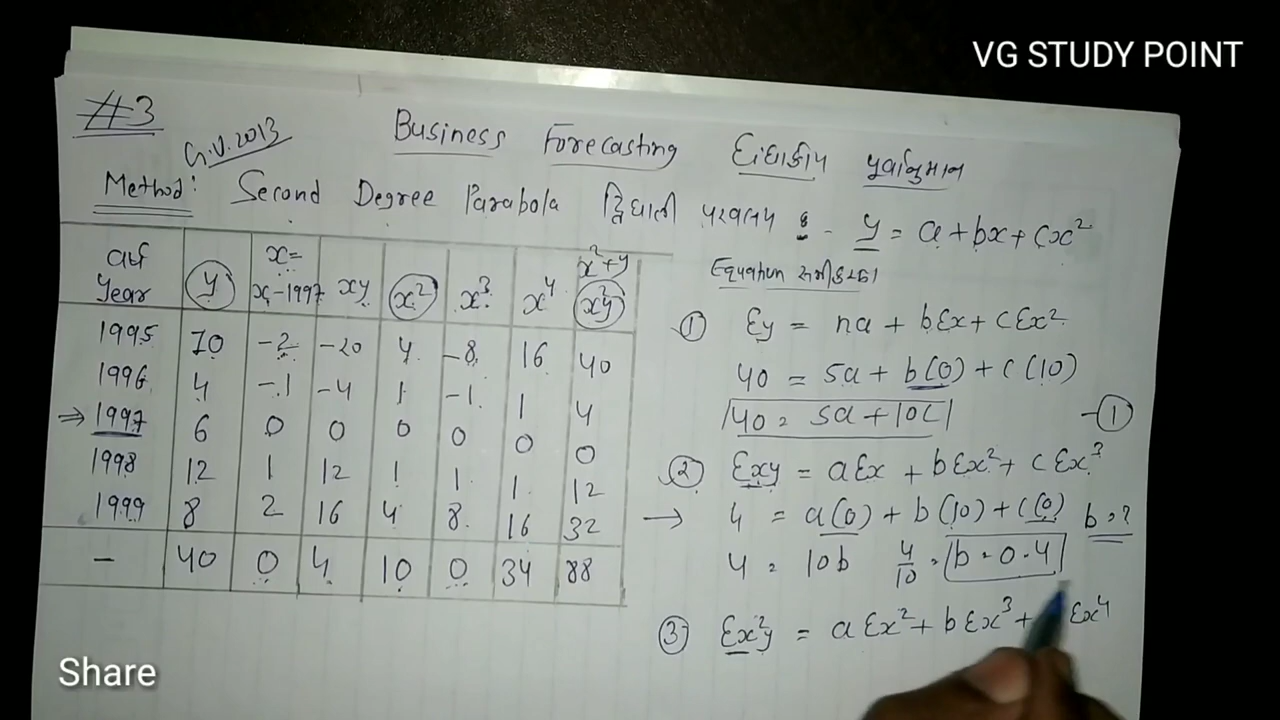 VG STUDY POINT
#3
G.U. 2013
Business Forecasting ધંધાકીય પૂર્વાનુમાન
Method: Second Degree Parabola દ્વિઘાતી પરવલય :- y = a + bx + cx²
વર્ષ Year | y | x = x - 1997 | xy | x² | x³ | x⁴ | x²+y x²y
1995 | 10 | -2 | -20 | 4 | -8 | 16 | 40
1996 | 4 | -1 | -4 | 1 | -1 | 1 | 4
⇒ 1997 | 6 | 0 | 0 | 0 | 0 | 0 | 0
1998 | 12 | 1 | 12 | 1 | 1 | 1 | 12
1999 | 8 | 2 | 16 | 4 | 8 | 16 | 32
- | 40 | 0 | 4 | 10 | 0 | 34 | 88
Equation સમીકરણ
① Σy = na + bΣx + cΣx²
40 = 5a + b(0) + c(10)
40 = 5a + 10c -①
② Σxy = aΣx + bΣx² + cΣx³
→ 4 = a(0) + b(10) + c(0) b = ?
4 = 10b 4/10 = b = 0.4
③ Σx²y = aΣx² + bΣx³ + Σx⁴
Share